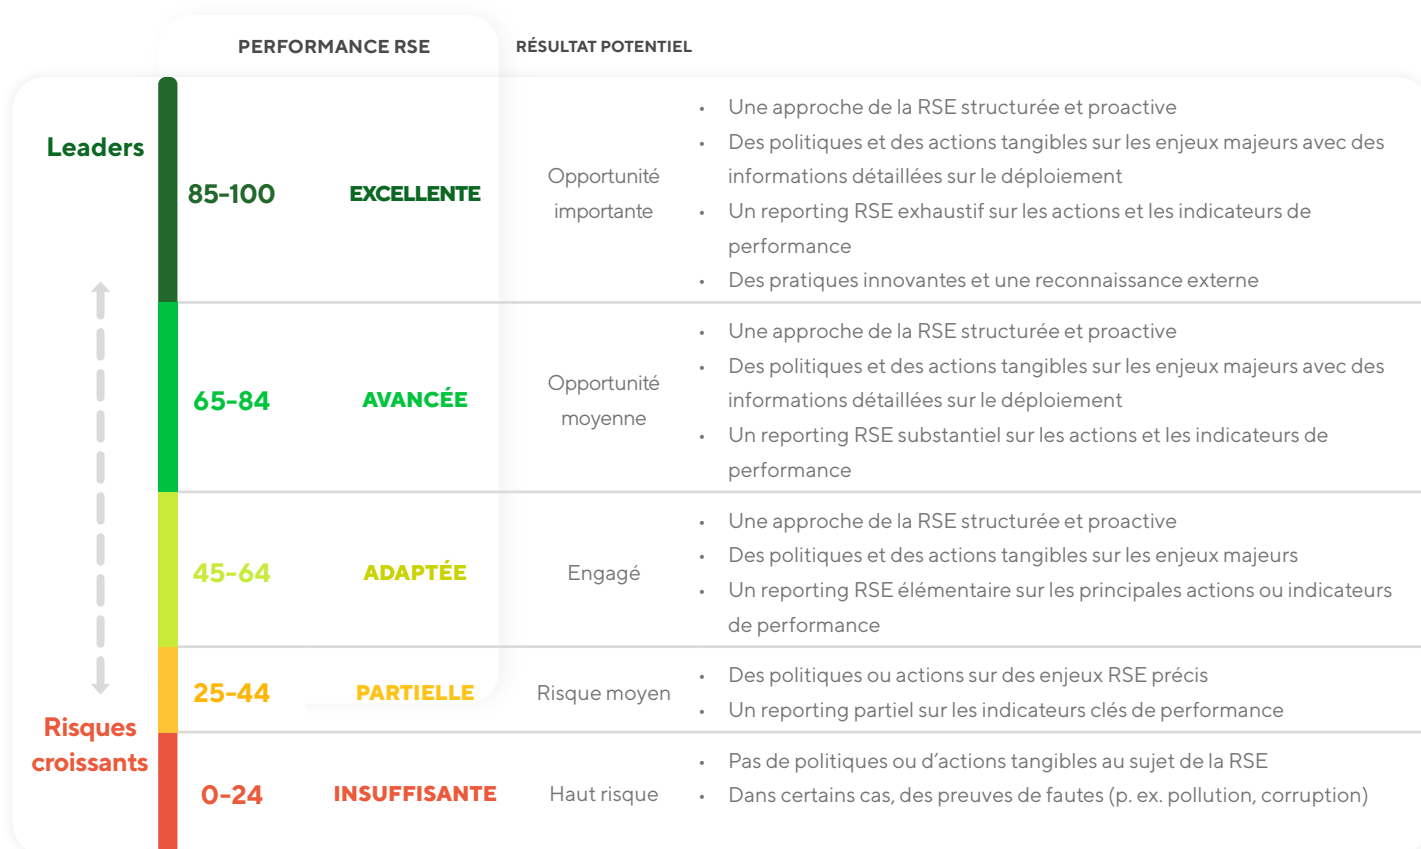 PERFORMANCE RSE
RÉSULTAT POTENTIEL
Leaders
85-100
EXCELLENTE
Opportunité
importante
• Une approche de la RSE structurée et proactive
• Des politiques et des actions tangibles sur les enjeux majeurs avec des
informations détaillées sur le déploiement
• Un reporting RSE exhaustif sur les actions et les indicateurs de
performance
• Des pratiques innovantes et une reconnaissance externe
65-84
AVANCÉE
Opportunité
moyenne
• Une approche de la RSE structurée et proactive
• Des politiques et des actions tangibles sur les enjeux majeurs avec des
informations détaillées sur le déploiement
• Un reporting RSE substantiel sur les actions et les indicateurs de
performance
45-64
ADAPTÉE
Engagé
• Une approche de la RSE structurée et proactive
• Des politiques et des actions tangibles sur les enjeux majeurs
• Un reporting RSE élémentaire sur les principales actions ou indicateurs
de performance
25-44
PARTIELLE
Risque moyen
• Des politiques ou actions sur des enjeux RSE précis
• Un reporting partiel sur les indicateurs clés de performance
Risques
croissants
0-24
INSUFFISANTE
Haut risque
• Pas de politiques ou d’actions tangibles au sujet de la RSE
• Dans certains cas, des preuves de fautes (p. ex. pollution, corruption)